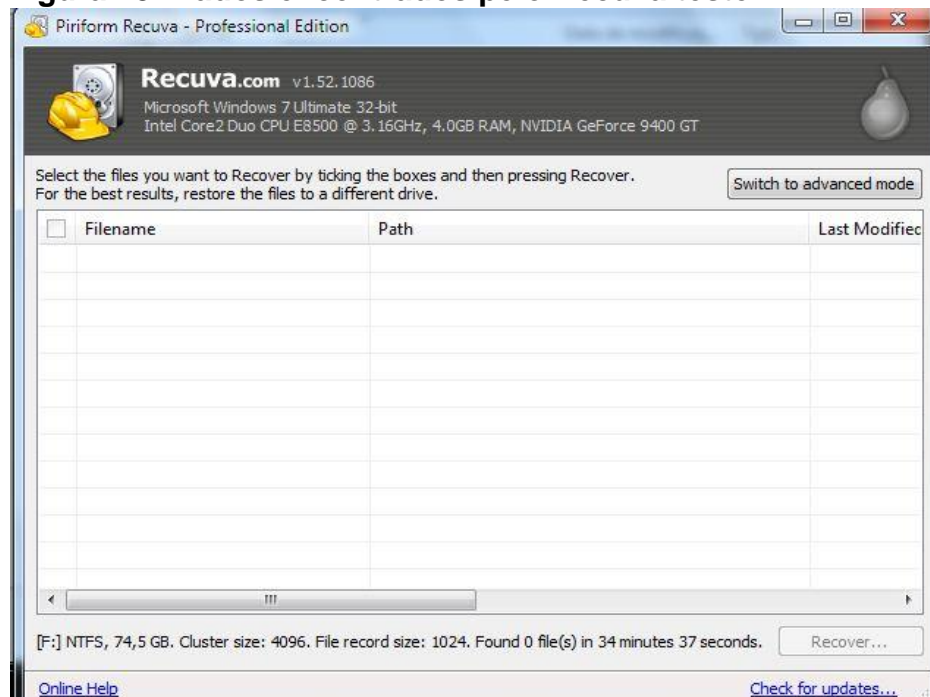 Piriform Recuva - Professional Edition
Recuva.com v1.52.1086
Microsoft Windows 7 Ultimate 32-bit
Intel Core2 Duo CPU E8500 @ 3.16GHz, 4.0GB RAM, NVIDIA GeForce 9400 GT
Select the files you want to Recover by ticking the boxes and then pressing Recover.
For the best results, restore the files to a different drive.
Switch to advanced mode
Filename Path Last Modified
[F:] NTFS, 74,5 GB. Cluster size: 4096. File record size: 1024. Found 0 file(s) in 34 minutes 37 seconds.
Recover...
Online Help Check for updates...